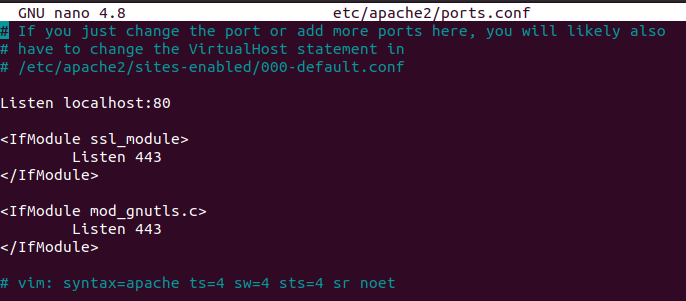 GNU nano 4.8 etc/apache2/ports.conf
# If you just change the port or add more ports here, you will likely also
# have to change the VirtualHost statement in
# /etc/apache2/sites-enabled/000-default.conf
Listen localhost:80
<IfModule ssl_module>
Listen 443
</IfModule>
<IfModule mod_gnutls.c>
Listen 443
</IfModule>
# vim: syntax=apache ts=4 sw=4 sts=4 sr noet